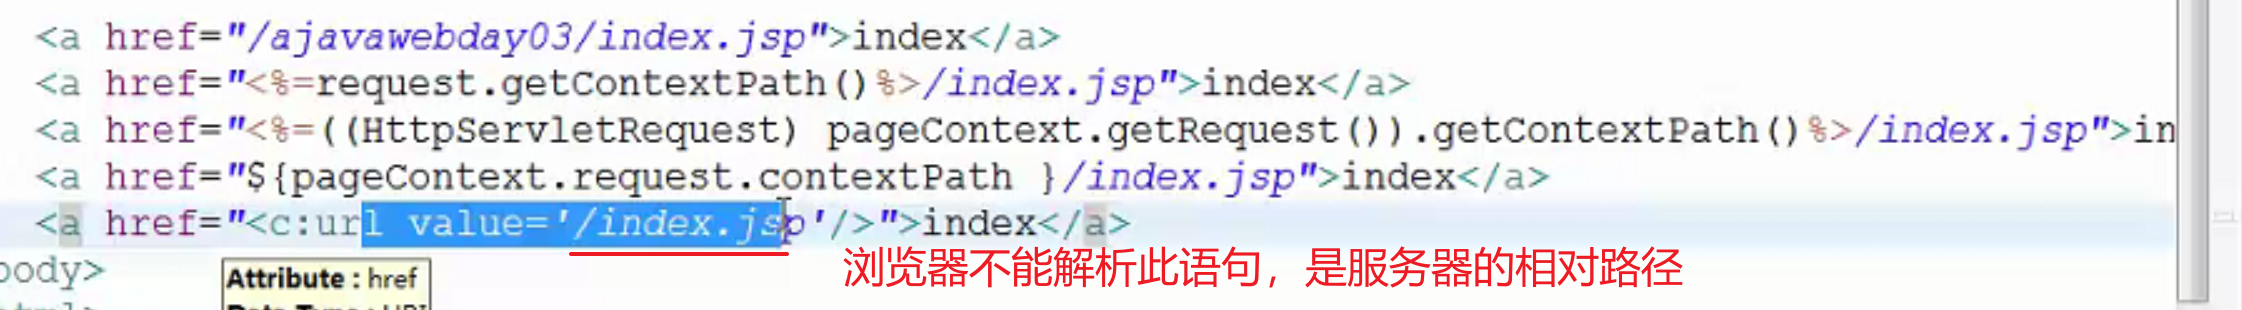 <a href="/ajavawebday03/index.jsp">index</a>
<a href="<%=request.getContextPath()%>/index.jsp">index</a>
<a href="<%=((HttpServletRequest) pageContext.getRequest()).getContextPath()%>/index.jsp">in
<a href="${pageContext.request.contextPath }/index.jsp">index</a>
<a href="<c:url value='/index.jsp'/>">index</a>
浏览器不能解析此语句，是服务器的相对路径
body>
Attribute : href